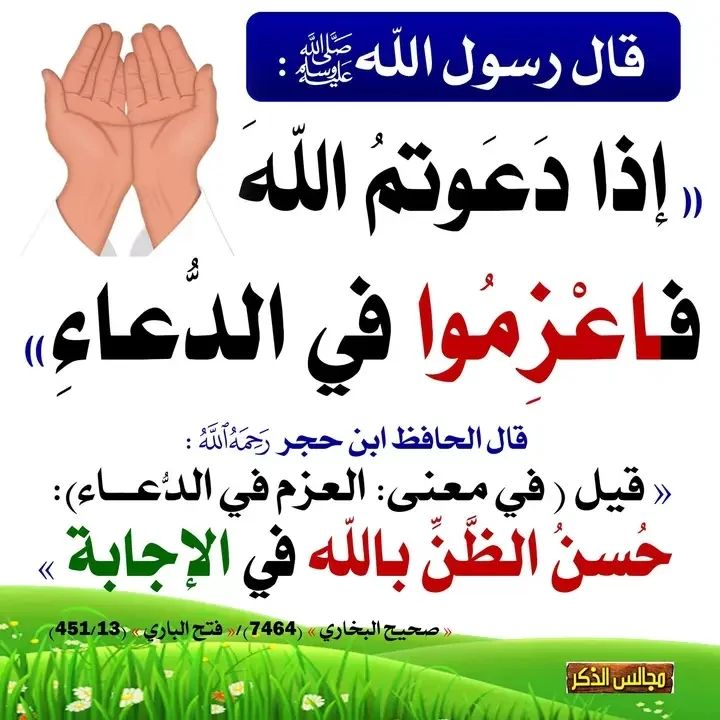 قال رسول الله ﷺ :
(( إذا دَعَوتمُ اللّهَ
فاعْزِمُوا في الدُّعاءِ ))
قال الحافظ ابن حجر رَحِمَهُ ٱللَّهُ :
« قيل ( في معنى: العزم في الدُّعـــاء):
حُسنُ الظَّنِّ باللّه في الإجابة »
« صحيح البخاري » (7464)/« فتح الباري » (451/13)
مجالس الذكر